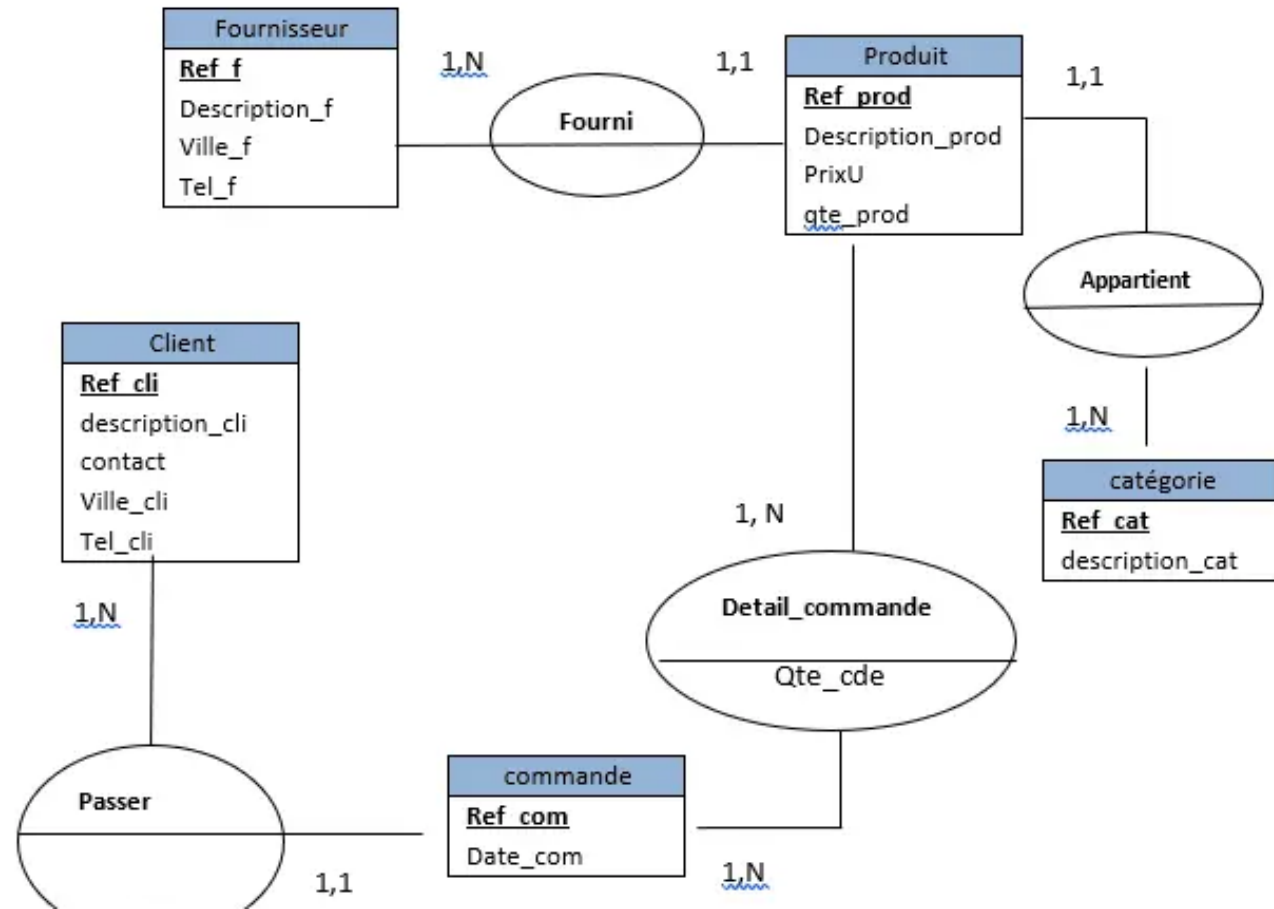 Fournisseur
Ref_f
Description_f
Ville_f
Tel_f
1,N
Fourni
1,1
Produit
Ref_prod
Description_prod
PrixU
qte_prod
1,1
Appartient
1,N
catégorie
Ref_cat
description_cat
Client
Ref_cli
description_cli
contact
Ville_cli
Tel_cli
1,N
Passer
1,1
commande
Ref_com
Date_com
1,N
1, N
Detail_commande
Qte_cde